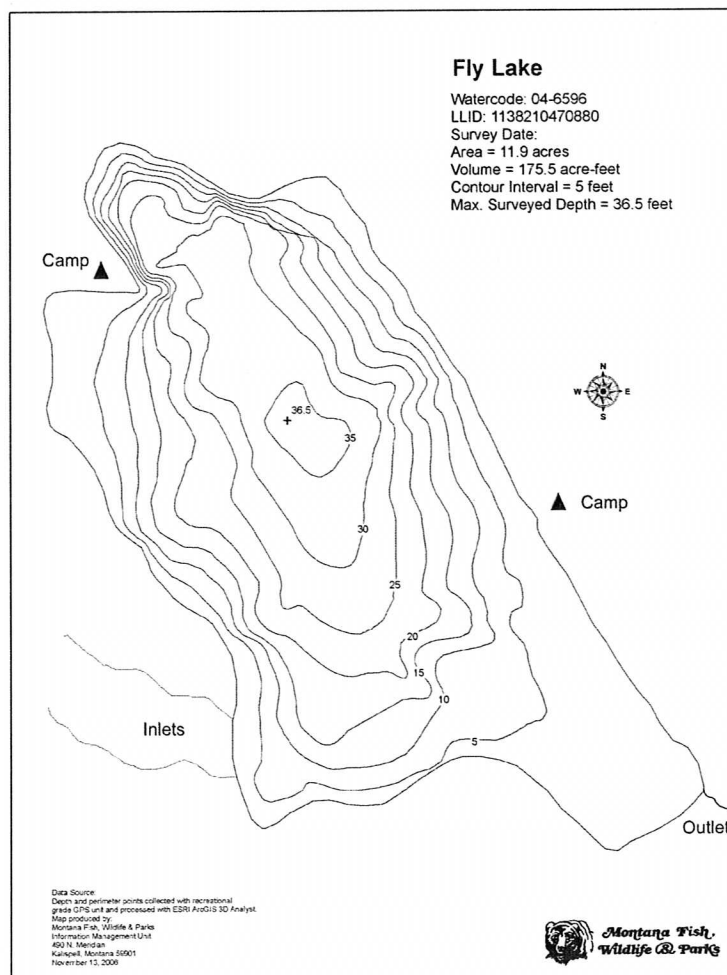 Fly Lake
Watercode: 04-6596
LLID: 1138210470880
Survey Date:
Area = 11.9 acres
Volume = 175.5 acre-feet
Contour Interval = 5 feet
Max. Surveyed Depth = 36.5 feet
Camp
N
W E
S
36.5
35
Camp
30
25
20
15
10
Inlets
5
Outlet
Data Source:
Depth and perimeter points collected with recreational
grade GPS unit and processed with ESRI ArcGIS 3D Analyst.
Map produced by:
Montana Fish, Wildlife & Parks
Information Management Unit
490 N. Meridian
Kalispell, Montana 59901
November 13, 2006
Montana Fish,
Wildlife & Parks